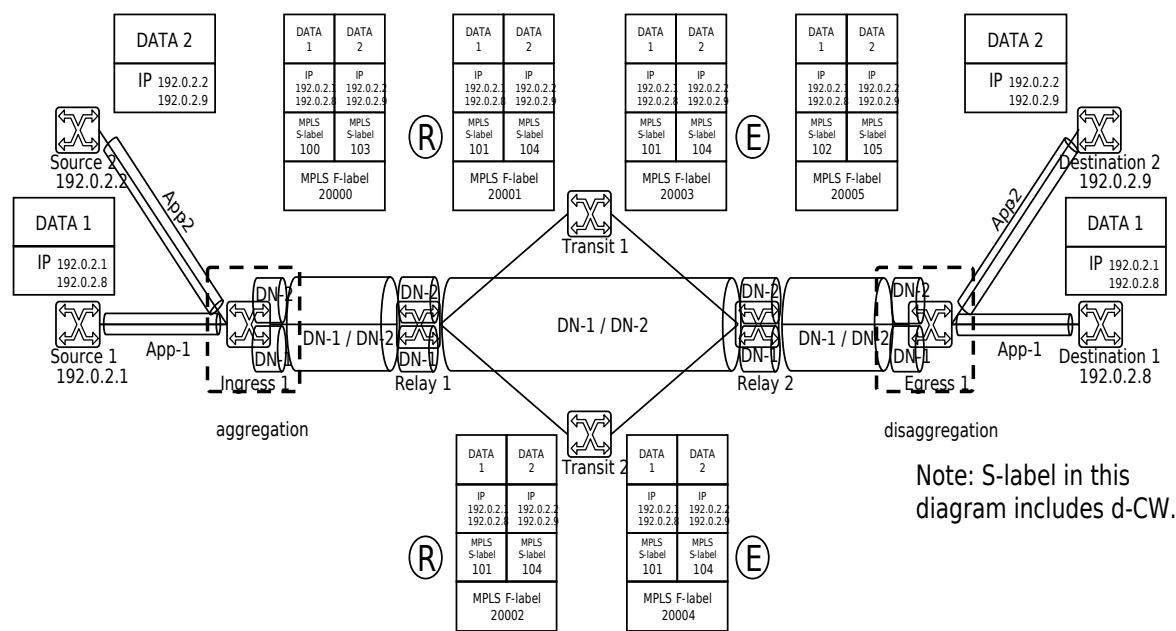 DATA 2
IP 192.0.2.2
192.0.2.9
DATA 1
DATA 2
IP 192.0.2.1 192.0.2.8
IP 192.0.2.2 192.0.2.9
MPLS S-label 100
MPLS S-label 103
MPLS F-label
20000
R
DATA 1
DATA 2
IP 192.0.2.1 192.0.2.8
IP 192.0.2.2 192.0.2.9
MPLS S-label 101
MPLS S-label 104
MPLS F-label
20001
DATA 1
DATA 2
IP 192.0.2.1 192.0.2.8
IP 192.0.2.2 192.0.2.9
MPLS S-label 101
MPLS S-label 104
MPLS F-label
20003
E
DATA 1
DATA 2
IP 192.0.2.1 192.0.2.8
IP 192.0.2.2 192.0.2.9
MPLS S-label 102
MPLS S-label 105
MPLS F-label
20005
DATA 2
IP 192.0.2.2
192.0.2.9
Source 2
192.0.2.2
App2
Destination 2
192.0.2.9
App2
DATA 1
IP 192.0.2.1
192.0.2.8
DATA 1
IP 192.0.2.1
192.0.2.8
Transit 1
DN-2
DN-2
DN-2
DN-2
DN-1 / DN-2
DN-1 / DN-2
DN-1 / DN-2
DN-1
DN-1
DN-1
DN-1
Source 1
192.0.2.1
App-1
Ingress 1
Relay 1
Relay 2
Egress 1
App-1
Destination 1
192.0.2.8
aggregation
disaggregation
Transit 2
R
DATA 1
DATA 2
IP 192.0.2.1 192.0.2.8
IP 192.0.2.2 192.0.2.9
MPLS S-label 101
MPLS S-label 104
MPLS F-label
20002
DATA 1
DATA 2
IP 192.0.2.1 192.0.2.8
IP 192.0.2.2 192.0.2.9
MPLS S-label 101
MPLS S-label 104
MPLS F-label
20004
E
Note: S-label in this
diagram includes d-CW.